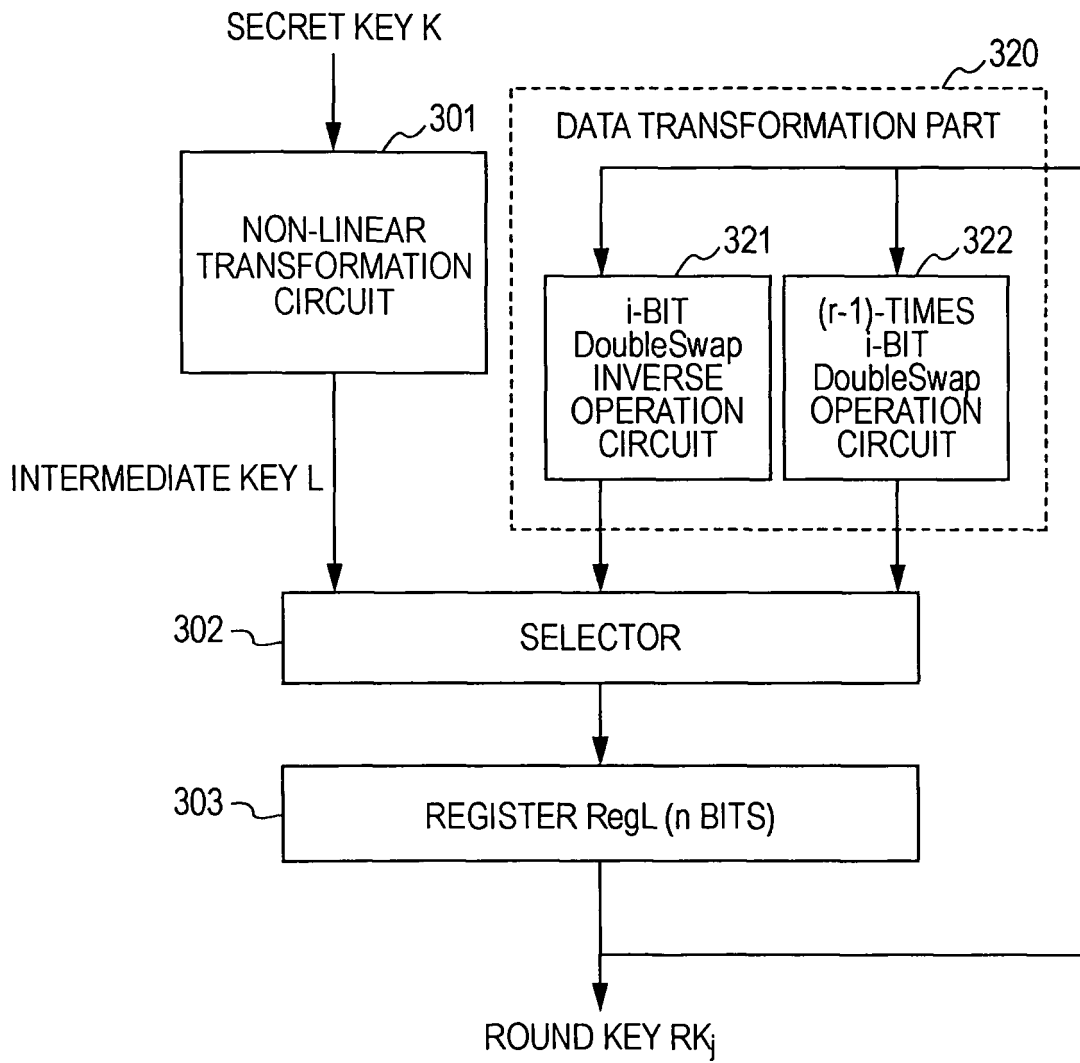 SECRET KEY K
320
301
DATA TRANSFORMATION PART
NON-LINEAR
TRANSFORMATION
CIRCUIT
321
322
i-BIT
DoubleSwap
INVERSE
OPERATION
CIRCUIT
(r-1)-TIMES
i-BIT
DoubleSwap
OPERATION
CIRCUIT
INTERMEDIATE KEY L
302
SELECTOR
303
REGISTER RegL (n BITS)
ROUND KEY RKj